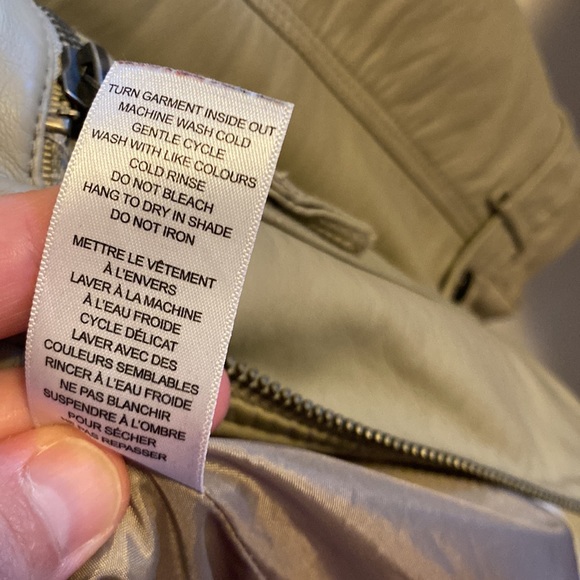 TURN GARMENT INSIDE OUT
MACHINE WASH COLD
GENTLE CYCLE
WASH WITH LIKE COLOURS
COLD RINSE
DO NOT BLEACH
HANG TO DRY IN SHADE
DO NOT IRON
METTRE LE VÊTEMENT
À L'ENVERS
LAVER À LA MACHINE
À L'EAU FROIDE
CYCLE DÉLICAT
LAVER AVEC DES
COULEURS SEMBLABLES
RINCER À L'EAU FROIDE
NE PAS BLANCHIR
SUSPENDRE À L'OMBRE
POUR SÉCHER
PAS REPASSER